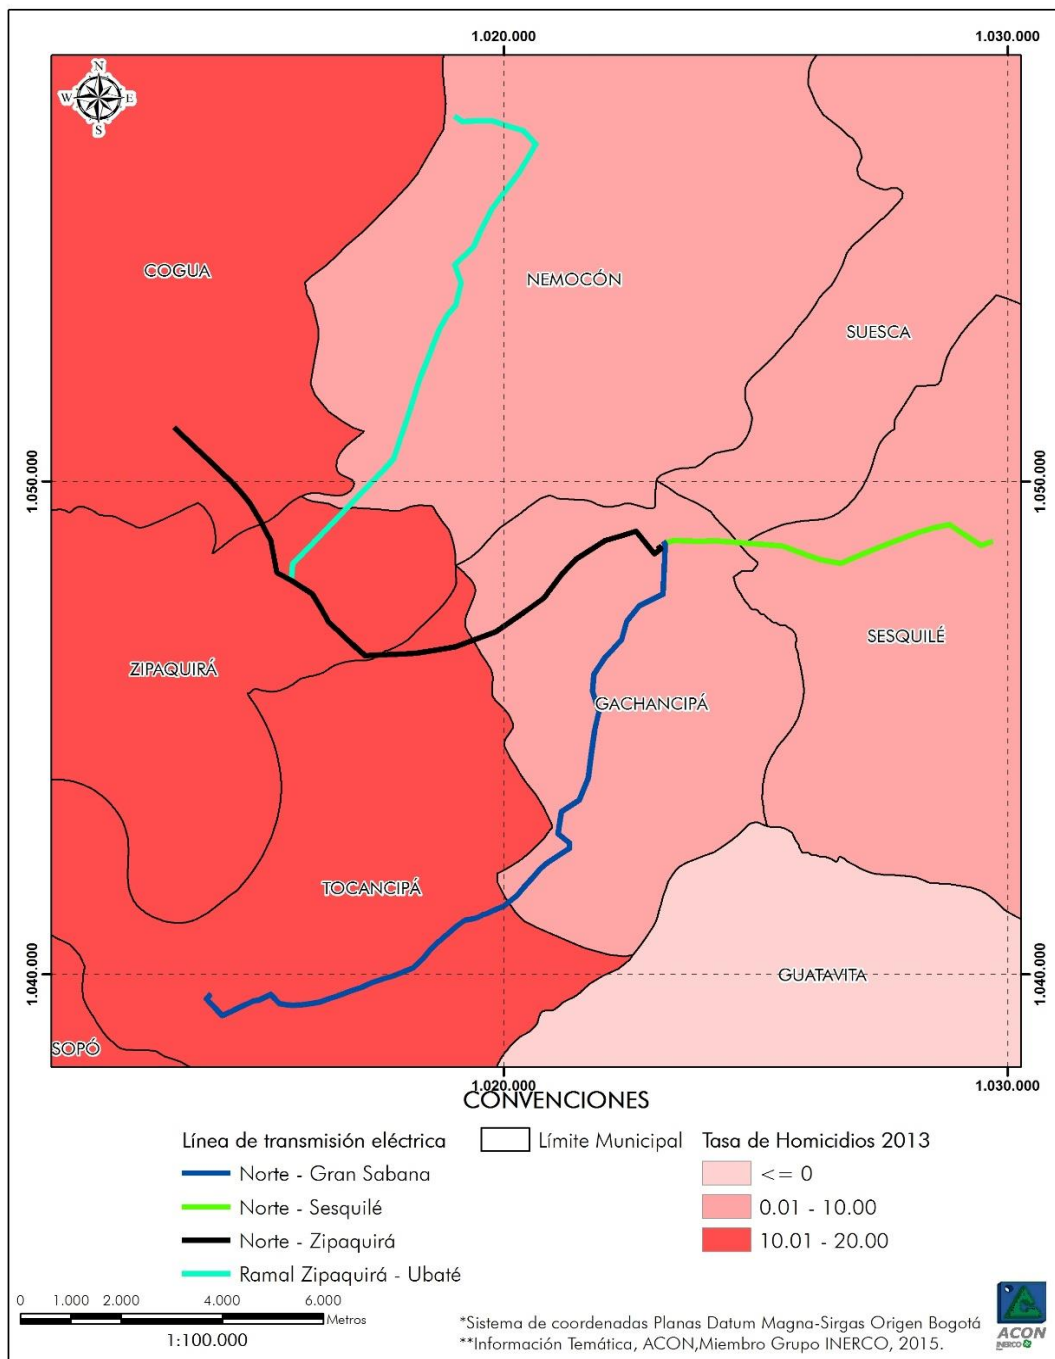 1.020.000
1.030.000
N
W E
S
COGUA
NEMOCÓN
SUESCA
1.050.000
1.050.000
SESQUILÉ
ZIPAQUIRÁ
GACHANCIPÁ
TOCANCIPÁ
GUATAVITA
1.040.000
1.040.000
SOPÓ
1.020.000
1.030.000
CONVENCIONES
Línea de transmisión eléctrica
Límite Municipal
Tasa de Homicidios 2013
Norte - Gran Sabana
<= 0
Norte - Sesquilé
0.01 - 10.00
Norte - Zipaquirá
10.01 - 20.00
Ramal Zipaquirá - Ubaté
0 1.000 2.000 4.000 6.000
Metros
1:100.000
*Sistema de coordenadas Planas Datum Magna-Sirgas Origen Bogotá
**Información Temática, ACON,Miembro Grupo INERCO, 2015.
ACON
INERCO